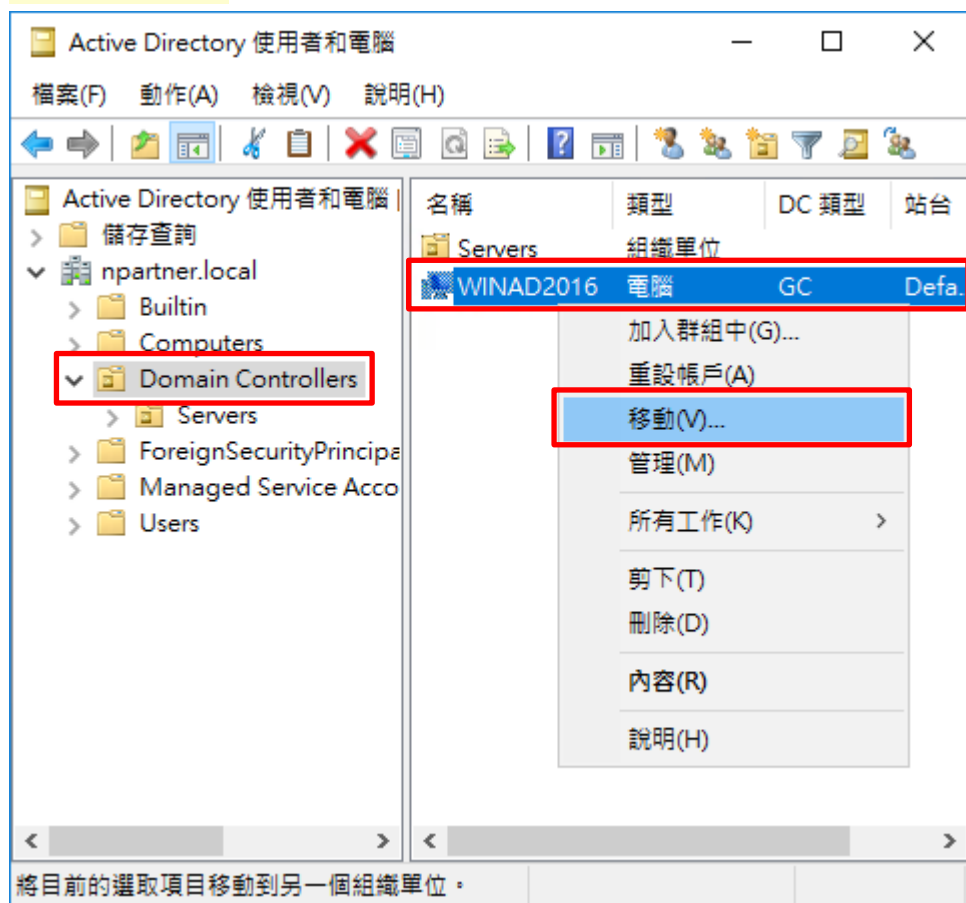 Active Directory 使用者和電腦
檔案(F) 動作(A) 檢視(V) 說明(H)
Active Directory 使用者和電腦
儲存查詢
npartner.local
Builtin
Computers
Domain Controllers
Servers
ForeignSecurityPrincipa
Managed Service Acco
Users
名稱 類型 DC 類型 站台
Servers 組織單位
WINAD2016 電腦 GC Defa..
加入群組中(G)...
重設帳戶(A)
移動(V)...
管理(M)
所有工作(K)
剪下(T)
刪除(D)
內容(R)
說明(H)
將目前的選取項目移動到另一個組織單位。